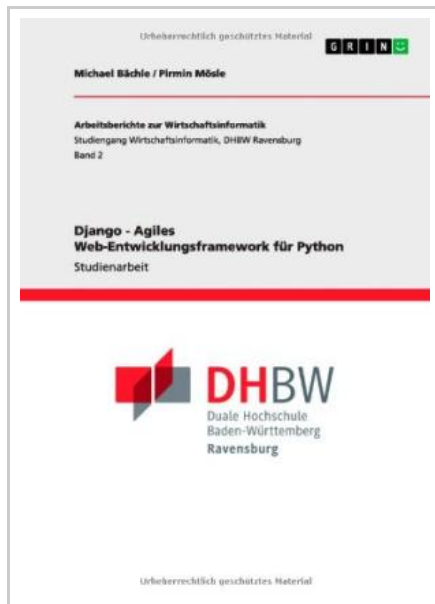 Urheberrechtlich geschütztes Material
GRIN
Michael Bächle / Pirmin Mösle
Arbeitsberichte zur Wirtschaftsinformatik
Studiengang Wirtschaftsinformatik, DHBW Ravensburg
Band 2
Django - Agiles
Web-Entwicklungsframework für Python
Studienarbeit
DHBW
Duale Hochschule
Baden-Württemberg
Ravensburg
Urheberrechtlich geschütztes Material